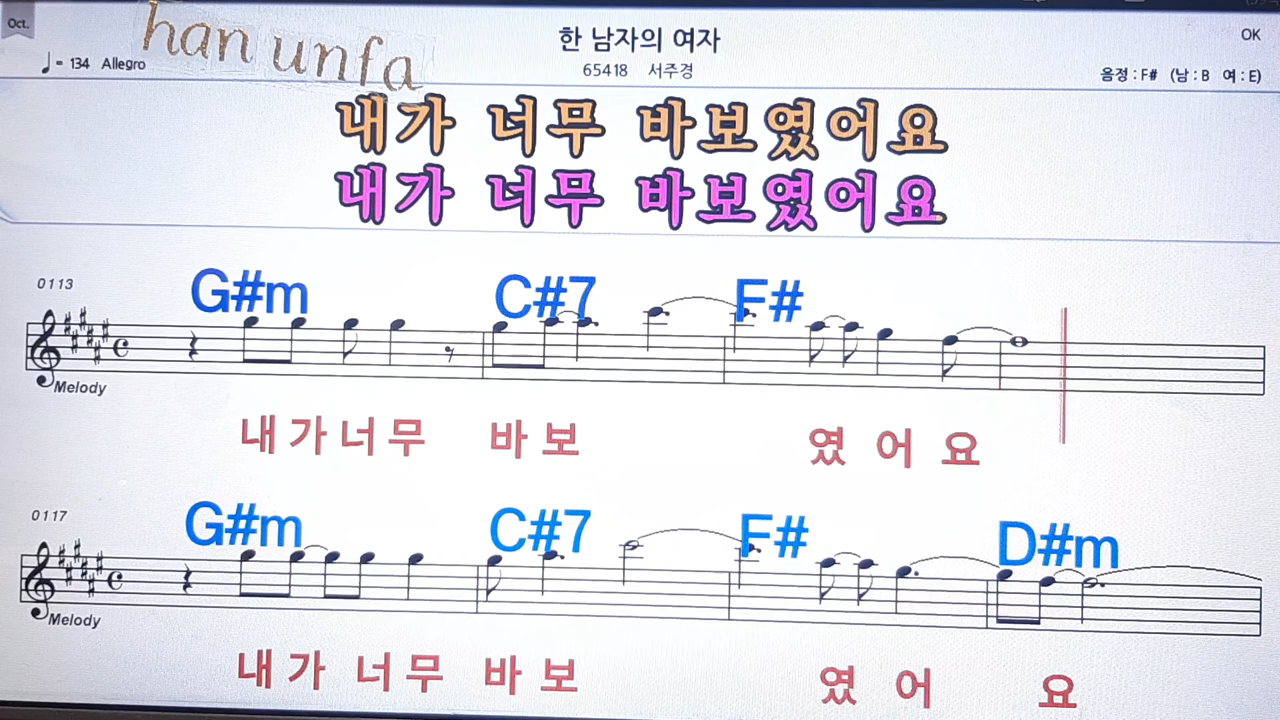 Oct.
han unfa
한 남자의 여자
OK
= 134 Allegro
65418 서주경
음정 : F# (남 : B 여 : E)
내가 너무 바보였어요
내가 너무 바보였어요
0113
G#m C#7 F#
Melody
내 가 너 무 바 보 였 어 요
0117
G#m C#7 F# D#m
Melody
내 가 너 무 바 보 였 어 요